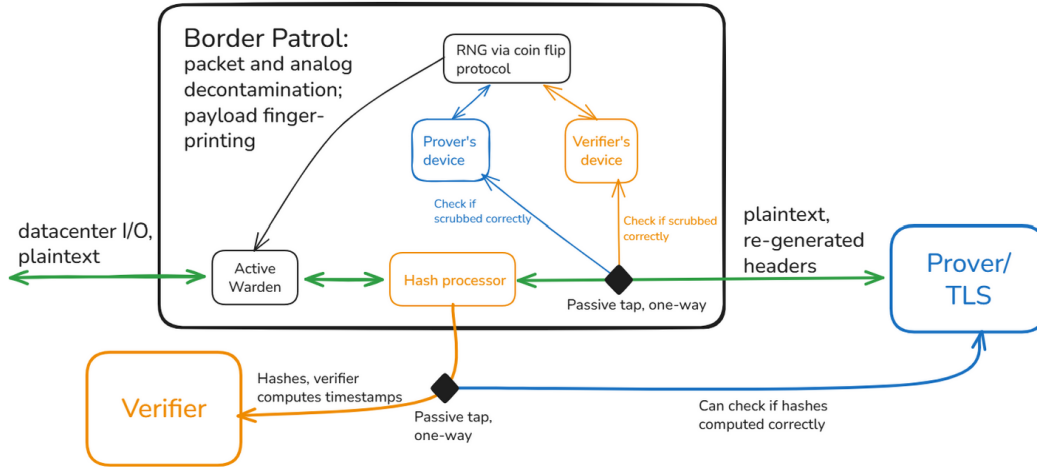 Border Patrol:
packet and analog
decontamination;
payload finger-
printing
RNG via coin flip
protocol
Prover's
device
Verifier's
device
Check if
scrubbed correctly
Check if scrubbed
correctly
datacenter I/O,
plaintext
plaintext,
re-generated
headers
Active
Warden
Hash processor
Passive tap, one-way
Prover/
TLS
Verifier
Hashes, verifier
computes timestamps
Passive tap,
one-way
Can check if hashes
computed correctly